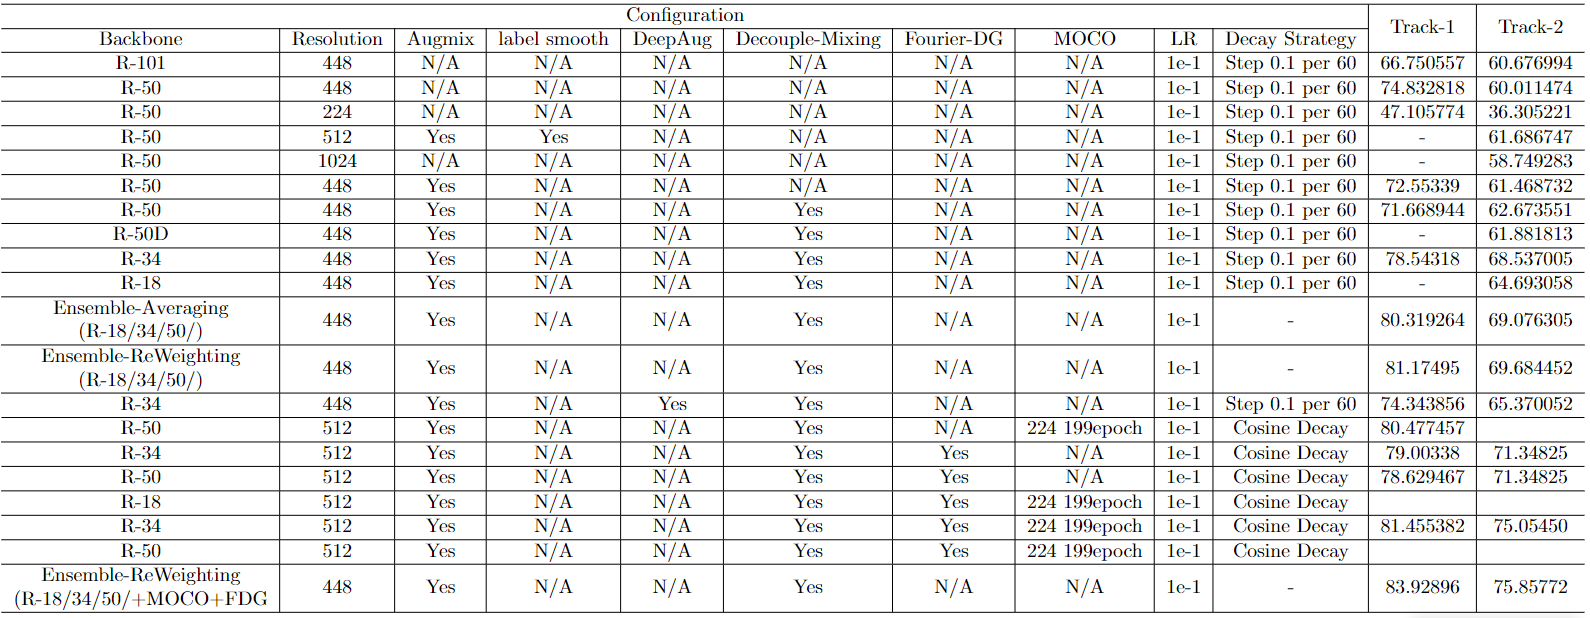 Configuration Track-1 Track-2
Backbone Resolution Augmix label smooth DeepAug Decouple-Mixing Fourier-DG MOCO LR Decay Strategy
R-101 448 N/A N/A N/A N/A N/A N/A 1e-1 Step 0.1 per 60 66.750557 60.676994
R-50 448 N/A N/A N/A N/A N/A N/A 1e-1 Step 0.1 per 60 74.832818 60.011474
R-50 224 N/A N/A N/A N/A N/A N/A 1e-1 Step 0.1 per 60 47.105774 36.305221
R-50 512 Yes Yes N/A N/A N/A N/A 1e-1 Step 0.1 per 60 - 61.686747
R-50 1024 N/A N/A N/A N/A N/A N/A 1e-1 Step 0.1 per 60 - 58.749283
R-50 448 Yes N/A N/A N/A N/A N/A 1e-1 Step 0.1 per 60 72.55339 61.468732
R-50 448 Yes N/A N/A Yes N/A N/A 1e-1 Step 0.1 per 60 71.668944 62.673551
R-50D 448 Yes N/A N/A Yes N/A N/A 1e-1 Step 0.1 per 60 - 61.881813
R-34 448 Yes N/A N/A Yes N/A N/A 1e-1 Step 0.1 per 60 78.54318 68.537005
R-18 448 Yes N/A N/A Yes N/A N/A 1e-1 Step 0.1 per 60 - 64.693058
Ensemble-Averaging
(R-18/34/50/) 448 Yes N/A N/A Yes N/A N/A 1e-1 - 80.319264 69.076305
Ensemble-ReWeighting
(R-18/34/50/) 448 Yes N/A N/A Yes N/A N/A 1e-1 - 81.17495 69.684452
R-34 448 Yes N/A Yes Yes N/A N/A 1e-1 Step 0.1 per 60 74.343856 65.370052
R-50 512 Yes N/A N/A Yes N/A 224 199epoch 1e-1 Cosine Decay 80.477457
R-34 512 Yes N/A N/A Yes Yes N/A 1e-1 Cosine Decay 79.00338 71.34825
R-50 512 Yes N/A N/A Yes Yes N/A 1e-1 Cosine Decay 78.629467 71.34825
R-18 512 Yes N/A N/A Yes Yes 224 199epoch 1e-1 Cosine Decay
R-34 512 Yes N/A N/A Yes Yes 224 199epoch 1e-1 Cosine Decay 81.455382 75.05450
R-50 512 Yes N/A N/A Yes Yes 224 199epoch 1e-1 Cosine Decay
Ensemble-ReWeighting
(R-18/34/50/+MOCO+FDG 448 Yes N/A N/A Yes N/A N/A 1e-1 - 83.92896 75.85772